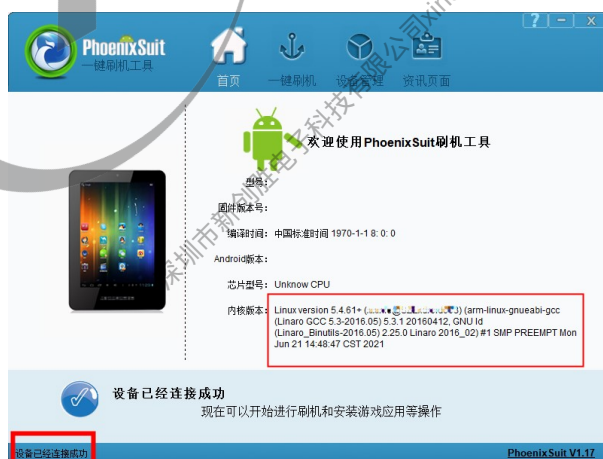 PhoenixSuit
一键刷机工具
首页
一键刷机
设备管理
资讯页面
欢迎使用PhoenixSuit刷机工具
型号:
固件版本号:
编译时间: 中国标准时间 1970-1-1 8: 0: 0
Android版本:
芯片型号: Unknow CPU
内核版本: Linux version 5.4.61+ ( ) (arm-linux-gnueabi-gcc
(Linaro GCC 5.3-2016.05) 5.3.1 20160412, GNU ld
(Linaro_Binutils-2016.05) 2.25.0 Linaro 2016_02) #1 SMP PREEMPT Mon
Jun 21 14:48:47 CST 2021
设备已经连接成功
现在可以开始进行刷机和安装游戏应用等操作
设备已经连接成功
PhoenixSuit V1.17
深圳市新创胜电子科技有限公司